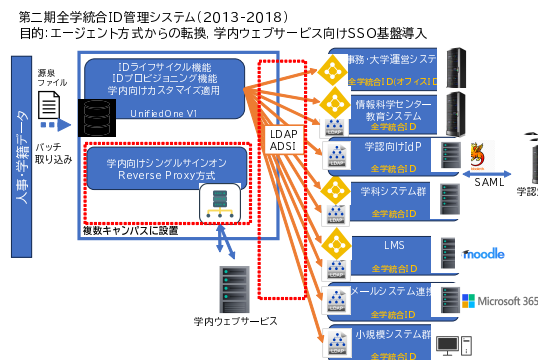 第二期全学統合ID管理システム(2013-2018)
目的：エージェント方式からの転換, 学内ウェブサービス向けSSO基盤導入
人事・学籍データ
源泉
ファイル
バッチ
取り込み
IDライフサイクル機能
IDプロビジョニング機能
学内向けカスタマイズ適用
UnifiedOne V1
学内向けシングルサインオン
Reverse Proxy方式
複数キャンパスに設置
学内ウェブサービス
LDAP
ADSI
事務・大学運営システ
全学統合ID(オフィスID
情報科学センター
教育システム
全学統合ID
LDAP
学認向けIdP
全学統合ID
LDAP
SAML
学認
学科システム群
全学統合ID
LDAP
LMS
全学統合ID
LDAP
moodle
メールシステム連携
全学統合ID
LDAP
Microsoft 365
小規模システム群
全学統合ID
LDAP